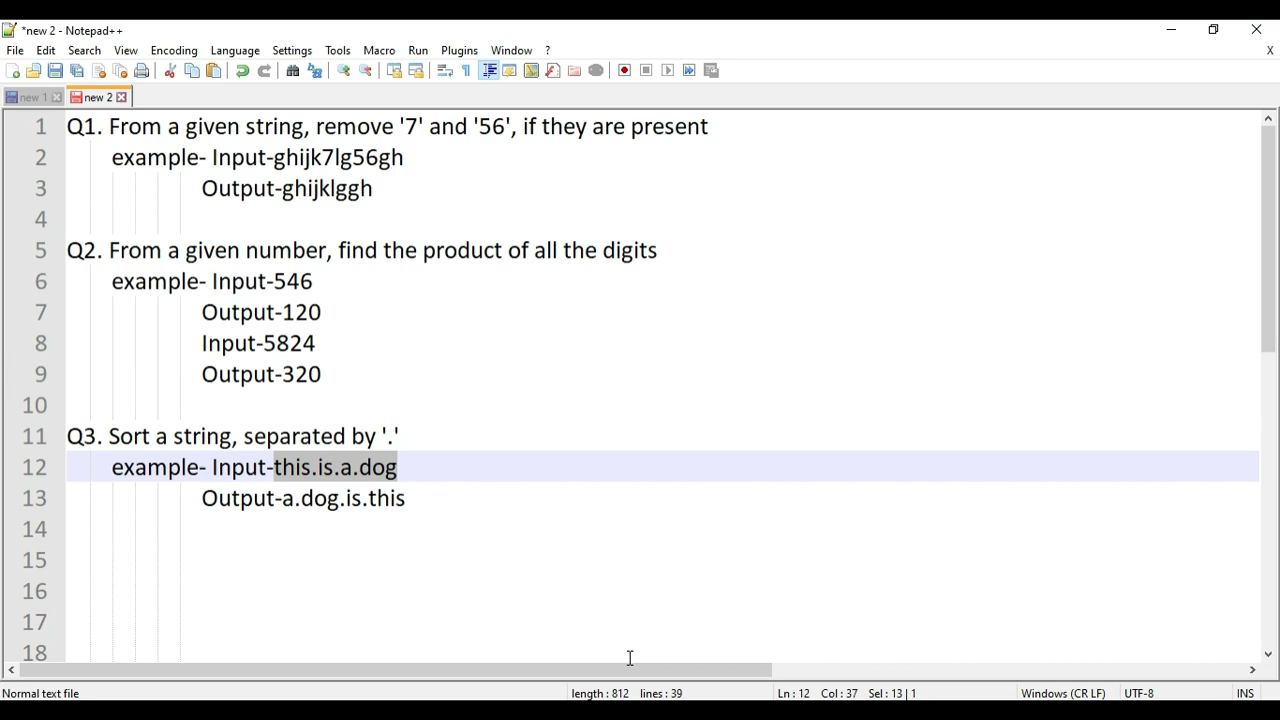 *new 2 - Notepad++
File Edit Search View Encoding Language Settings Tools Macro Run Plugins Window ? X
new 1 new 2
1 Q1. From a given string, remove '7' and '56', if they are present
2 example- Input-ghijk7lg56gh
3 Output-ghijklggh
4
5 Q2. From a given number, find the product of all the digits
6 example- Input-546
7 Output-120
8 Input-5824
9 Output-320
10
11 Q3. Sort a string, separated by '.'
12 example- Input-this.is.a.dog
13 Output-a.dog.is.this
14
15
16
17
18
Normal text file length : 812 lines : 39 Ln : 12 Col : 37 Sel : 13 | 1 Windows (CR LF) UTF-8 INS